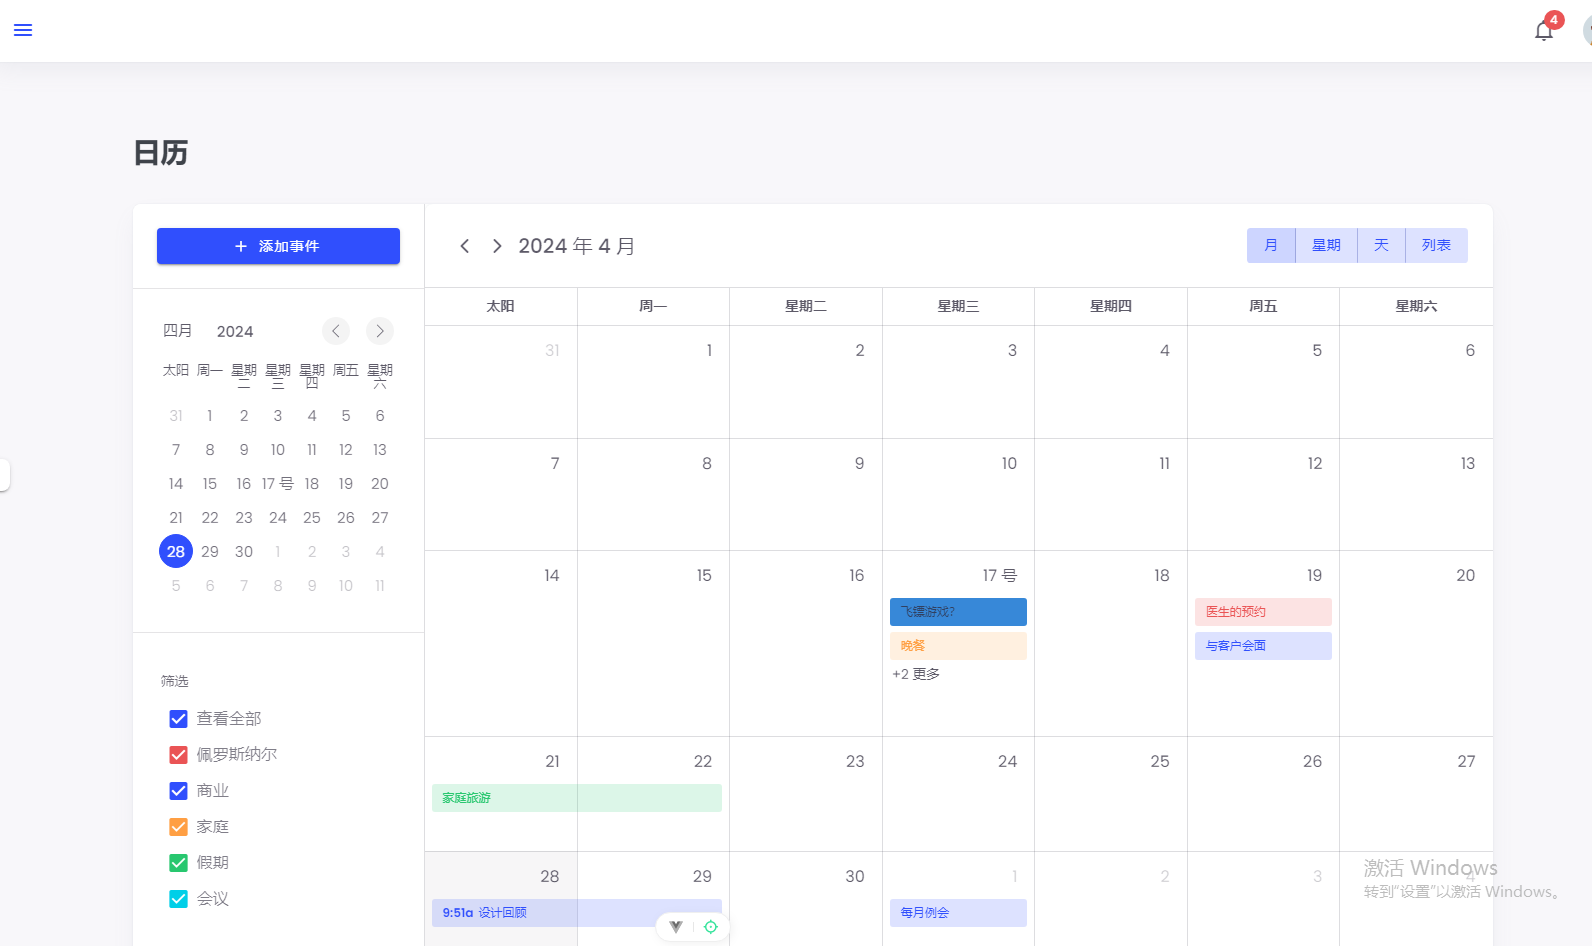 4
日历
添加事件
2024 年 4 月
月 星期 天 列表
四月 2024
太阳 周一 星期二 星期三 星期四 周五 星期六
31 1 2 3 4 5 6
7 8 9 10 11 12 13
14 15 16 17 号 18 19 20
21 22 23 24 25 26 27
28 29 30 1 2 3 4
5 6 7 8 9 10 11
筛选
查看全部
佩罗斯纳尔
商业
家庭
假期
会议
太阳 周一 星期二 星期三 星期四 周五 星期六
31 1 2 3 4 5 6
7 8 9 10 11 12 13
14 15 16 17 号 18 19 20
飞镖游戏? 医生的预约
晚餐 与客户会面
+2 更多
21 22 23 24 25 26 27
家庭旅游
28 29 30 1 2 3 4
9:51a 设计回顾 每月例会
激活 Windows
转到“设置”以激活 Windows。